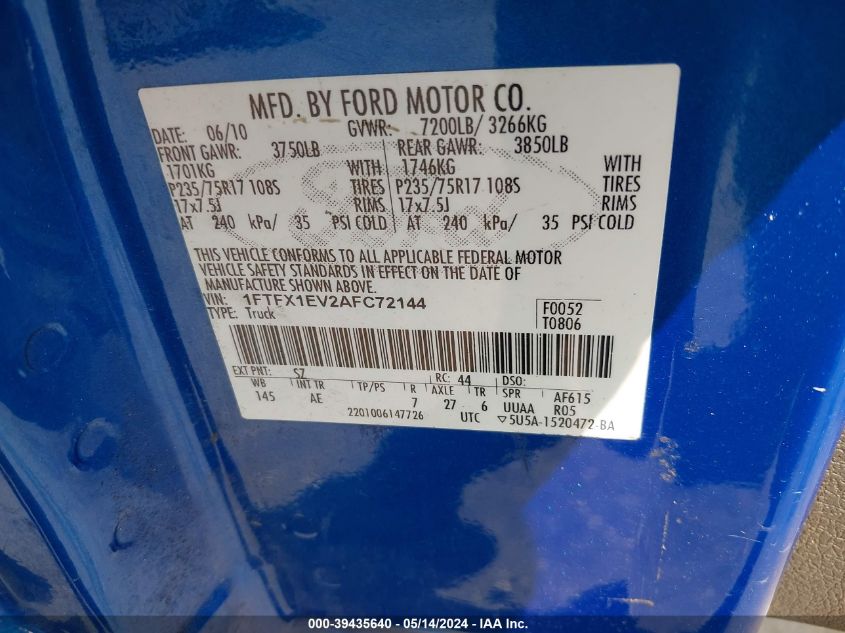 MFD. BY FORD MOTOR CO.
DATE: 06/10 GVWR: 7200LB/ 3266KG
FRONT GAWR: 3750LB REAR GAWR: 3850LB
1701KG WITH 1746KG WITH
P235/75R17 108S TIRES P235/75R17 108S TIRES
17x7.5J RIMS 17x7.5J RIMS
AT 240 kPa/ 35 PSI COLD AT 240 kPa/ 35 PSI COLD
THIS VEHICLE CONFORMS TO ALL APPLICABLE FEDERAL MOTOR
VEHICLE SAFETY STANDARDS IN EFFECT ON THE DATE OF
MANUFACTURE SHOWN ABOVE.
VIN: 1FTFX1EV2AFC72144 F0052
TYPE: Truck T0806
EXT PNT: SZ RC: 44 DSO:
WB INT TR TP/PS R AXLE TR SPR AF615
145 AE 7 27 6 UUAA R05
2201006147726 UTC ▽5U5A-1520472-BA
000-39435640 - 05/14/2024 - IAA Inc.